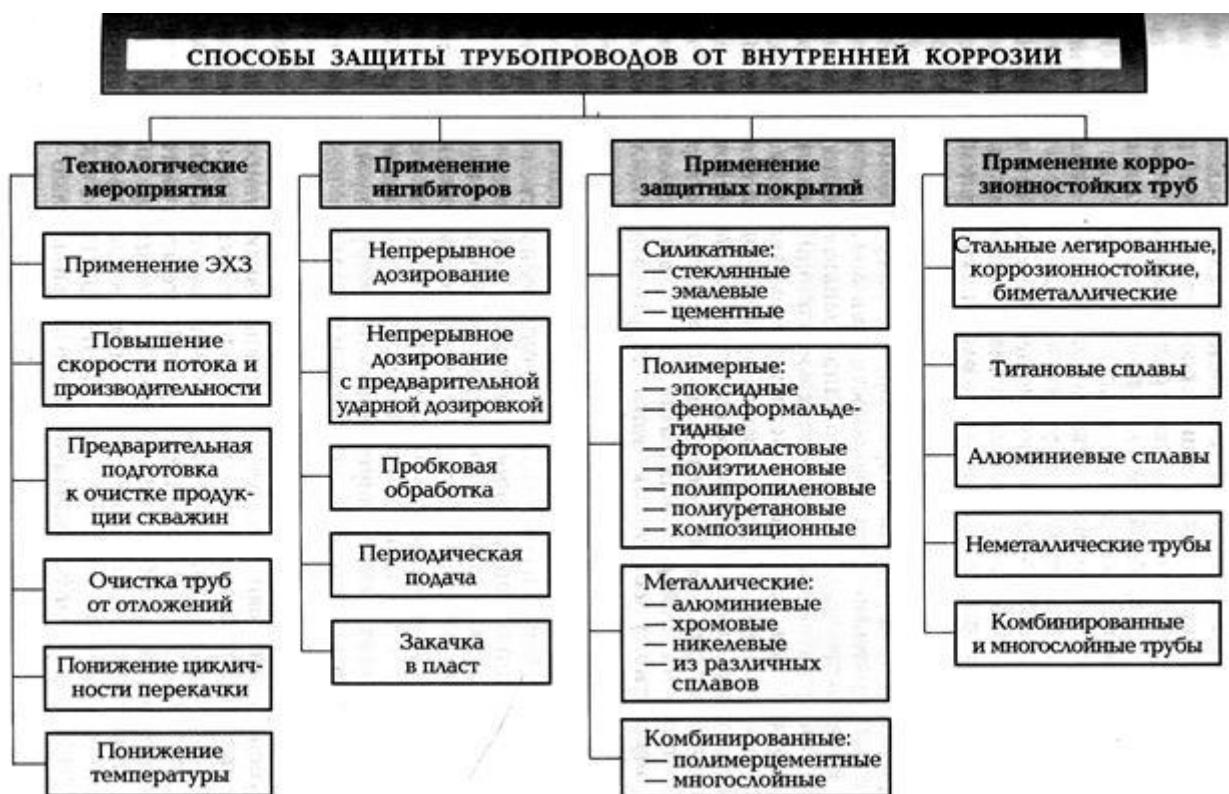 СПОСОБЫ ЗАЩИТЫ ТРУБОПРОВОДОВ ОТ ВНУТРЕННЕЙ КОРРОЗИИ
Технологические
мероприятия
Применение ЭХЗ
Повышение
скорости потока и
производительности
Предварительная
подготовка
к очистке продук-
ции скважин
Очистка труб
от отложений
Понижение циклич-
ности перекачки
Понижение
температуры
Применение
ингибиторов
Непрерывное
дозирование
Непрерывное
дозирование
с предварительной
ударной дозировкой
Пробковая
обработка
Периодическая
подача
Закачка
в пласт
Применение
защитных покрытий
Силикатные:
— стеклянные
— эмалевые
— цементные
Полимерные:
— эпоксидные
— фенолформальде-
гидные
— фторопластовые
— полиэтиленовые
— полипропиленовые
— полиуретановые
— композиционные
Металлические:
— алюминиевые
— хромовые
— никелевые
— из различных
сплавов
Комбинированные:
— полимерцементные
— многослойные
Применение корро-
зионностойких труб
Стальные легированные,
коррозионностойкие,
биметаллические
Титановые сплавы
Алюминиевые сплавы
Неметаллические трубы
Комбинированные
и многослойные трубы